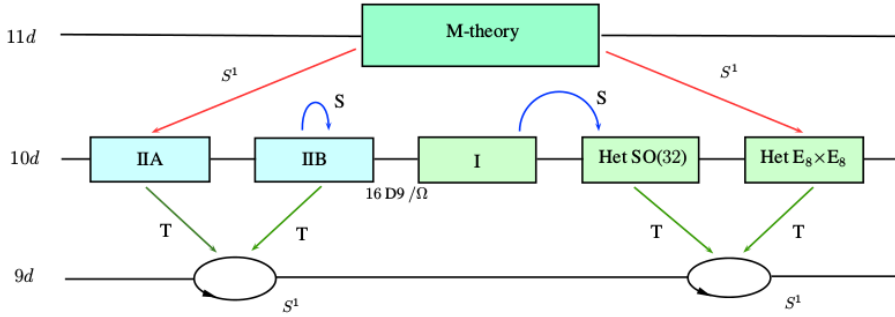 11d
M-theory
S¹
S¹
S
S
10d
IIA
IIB
I
Het SO(32)
Het E₈×E₈
16 D9 /Ω
T
T
T
T
9d
S¹
S¹